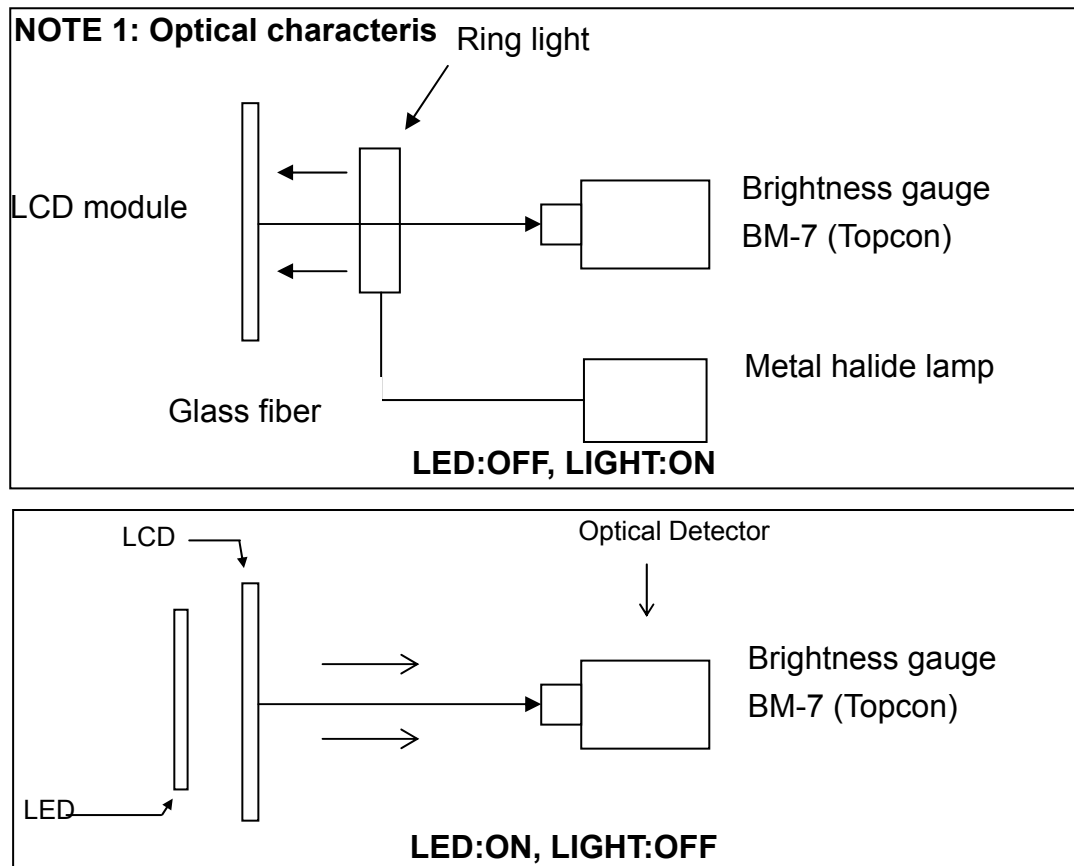 NOTE 1: Optical characteris
Ring light
LCD module
Brightness gauge
BM-7 (Topcon)
Metal halide lamp
Glass fiber
LED:OFF, LIGHT:ON
LCD
Optical Detector
Brightness gauge
BM-7 (Topcon)
LED
LED:ON, LIGHT:OFF